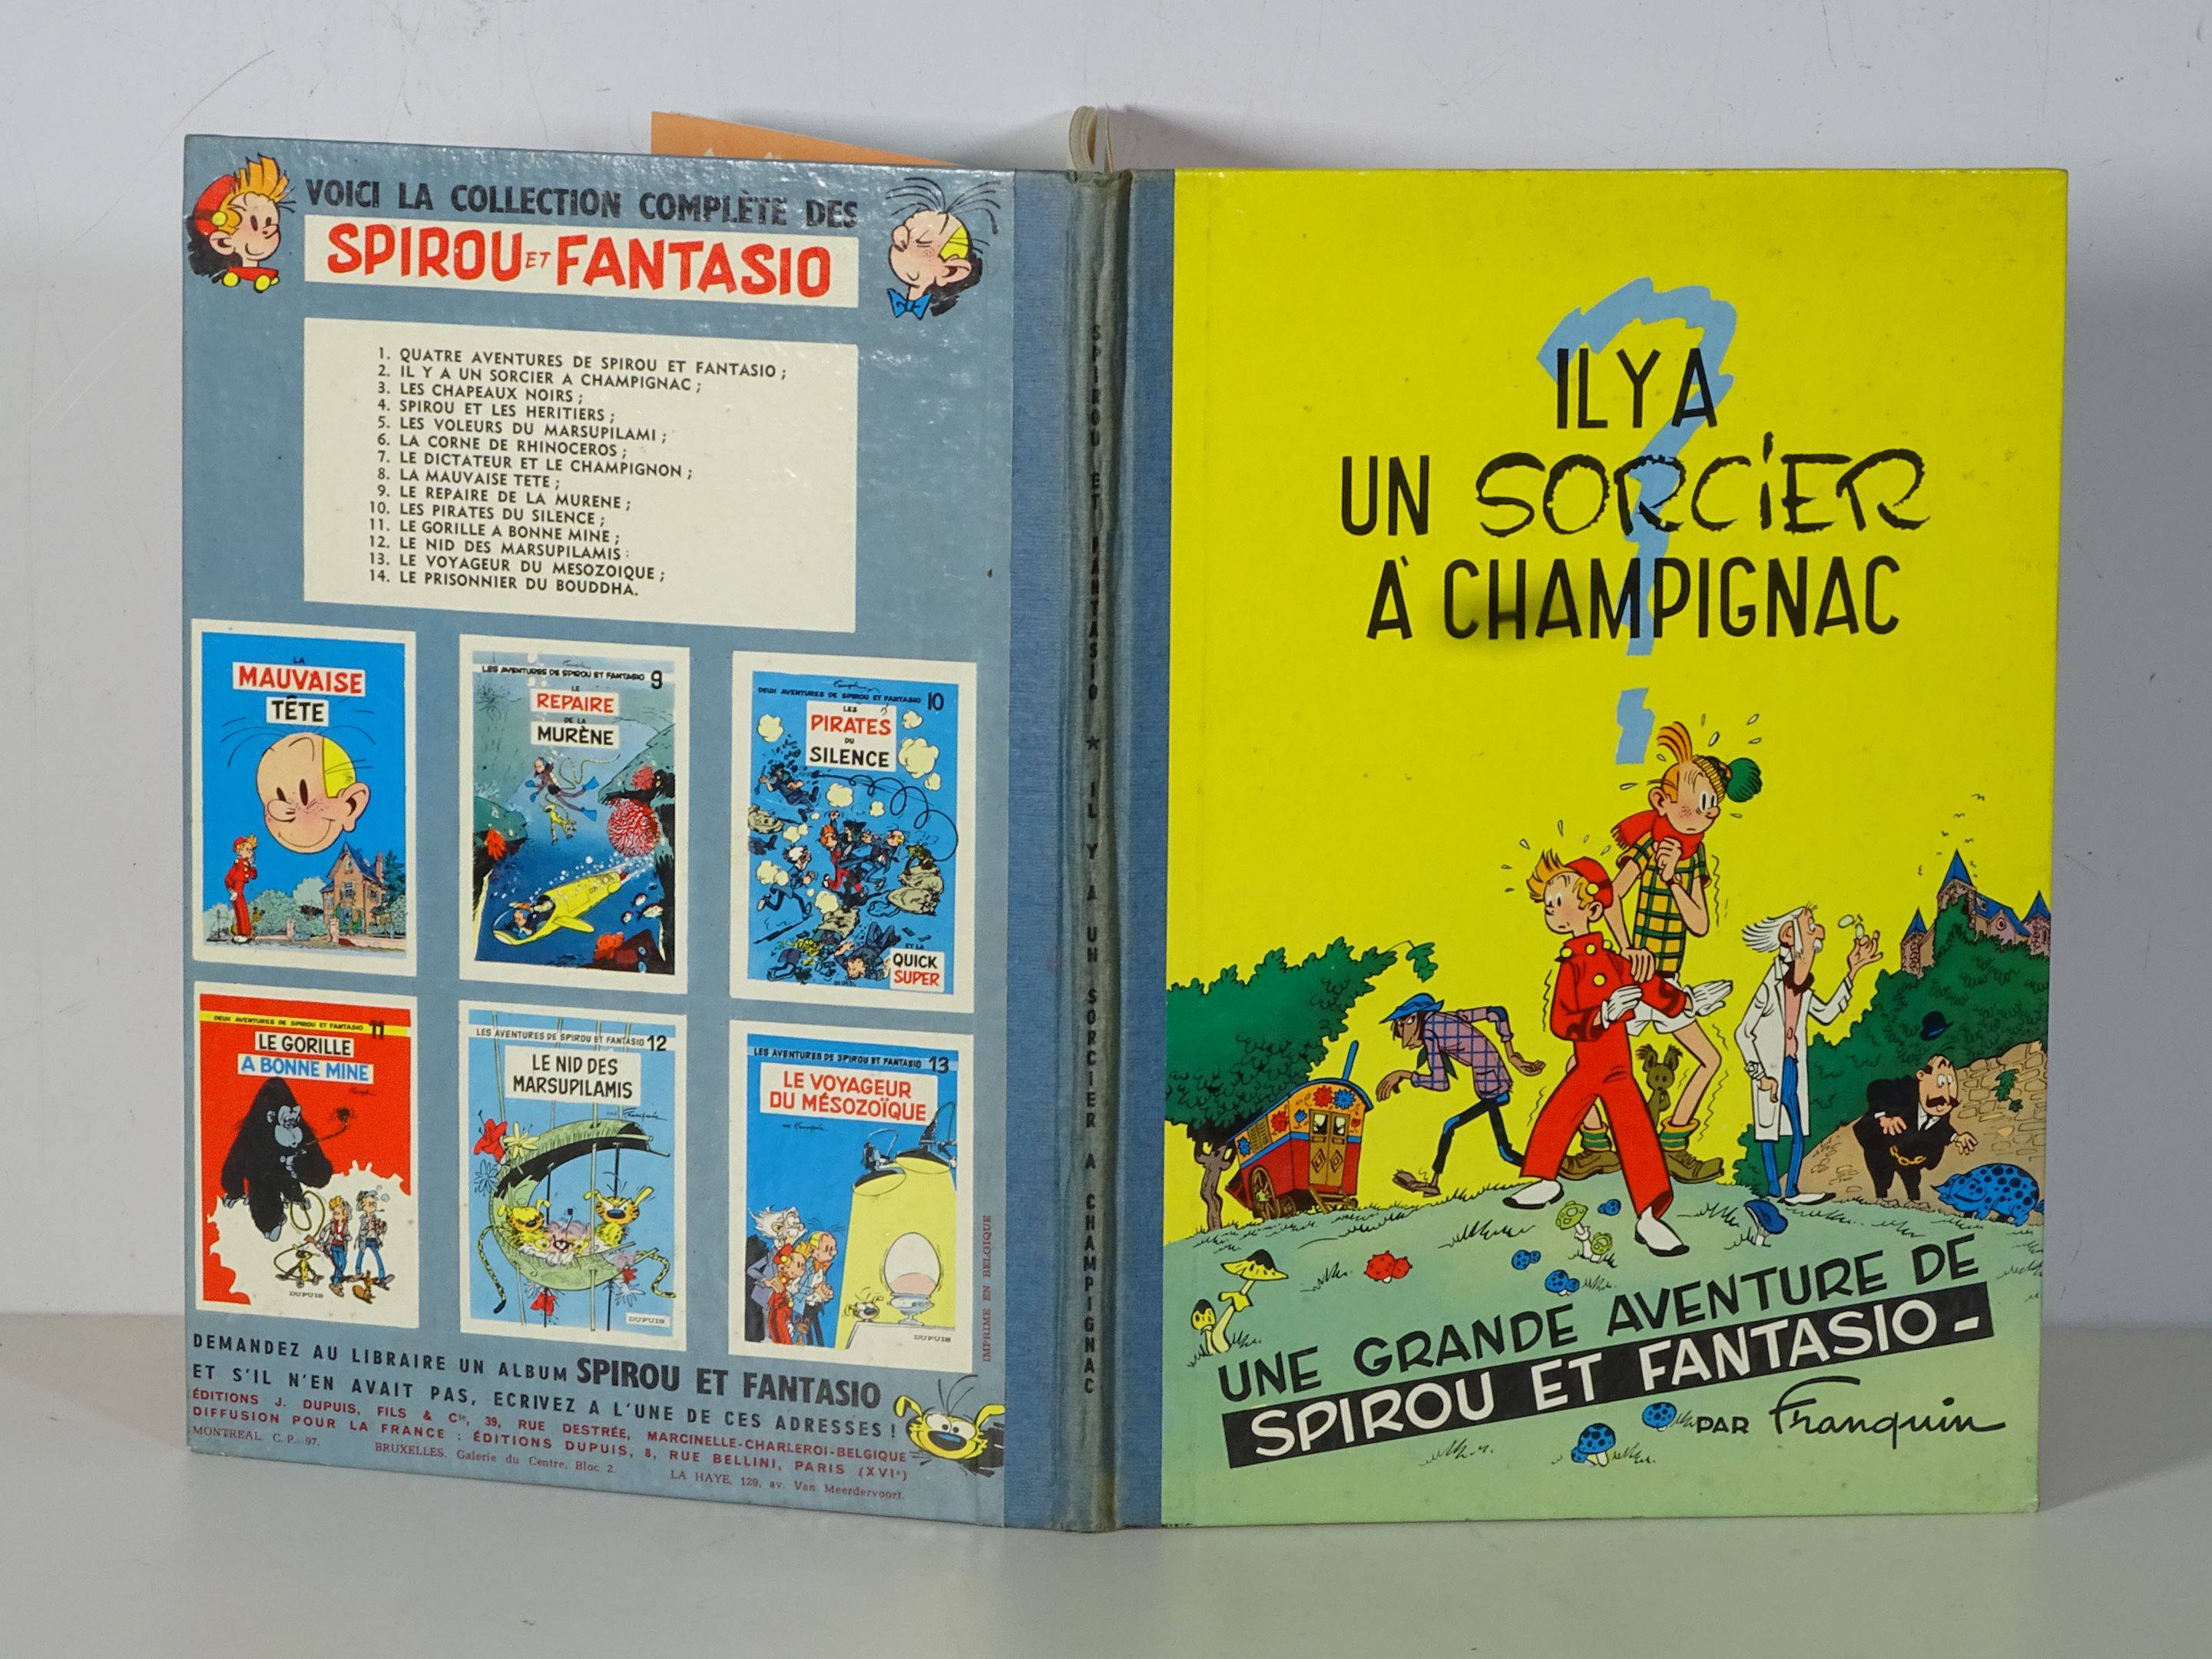 VOICI LA COLLECTION COMPLÈTE DES
SPIROU ET FANTASIO
1. QUATRE AVENTURES DE SPIROU ET FANTASIO ;
2. IL Y A UN SORCIER A CHAMPIGNAC ;
3. LES CHAPEAUX NOIRS ;
4. SPIROU ET LES HERITIERS ;
5. LES VOLEURS DU MARSUPILAMI ;
6. LA CORNE DE RHINOCEROS ;
7. LE DICTATEUR ET LE CHAMPIGNON ;
8. LA MAUVAISE TETE ;
9. LE REPAIRE DE LA MURENE ;
10. LES PIRATES DU SILENCE ;
11. LE GORILLE A BONNE MINE ;
12. LE NID DES MARSUPILAMIS :
13. LE VOYAGEUR DU MESOZOIQUE ;
14. LE PRISONNIER DU BOUDDHA.
LA
MAUVAISE
TÊTE
Franquin
LES AVENTURES DE SPIROU ET FANTASIO 9
LE
REPAIRE
DE LA
MURÈNE
Franquin
DEUX AVENTURES DE SPIROU ET FANTASIO 10
LES
PIRATES
DU
SILENCE
ET LA
QUICK
SUPER
DEUX AVENTURES DE SPIROU ET FANTASIO 11
LE GORILLE
A BONNE MINE
Franquin
DUPUIS
LES AVENTURES DE SPIROU ET FANTASIO 12
LE NID DES
MARSUPILAMIS
PAR Franquin
DUPUIS
LES AVENTURES DE SPIROU ET FANTASIO 13
LE VOYAGEUR
DU MÉSOZOÏQUE
PAR Franquin
DUPUIS
IMPRIME EN BELGIQUE
DEMANDEZ AU LIBRAIRE UN ALBUM SPIROU ET FANTASIO
ET S'IL N'EN AVAIT PAS, ECRIVEZ A L'UNE DE CES ADRESSES !
ÉDITIONS J. DUPUIS, FILS & Cie, 39, RUE DESTRÉE, MARCINELLE-CHARLEROI-BELGIQUE
DIFFUSION POUR LA FRANCE : ÉDITIONS DUPUIS, 8, RUE BELLINI, PARIS (XVIe)
MONTREAL. C. P. 97. BRUXELLES. Galerie du Centre, Bloc 2. LA HAYE, 129, av. Van Meerdervoort.
SPIROU ET FANTASIO ★ IL Y A UN SORCIER A CHAMPIGNAC
?
IL Y A
UN SORCiER
À CHAMPIGNAC
UNE GRANDE AVENTURE DE
SPIROU ET FANTASIO -
PAR Franquin